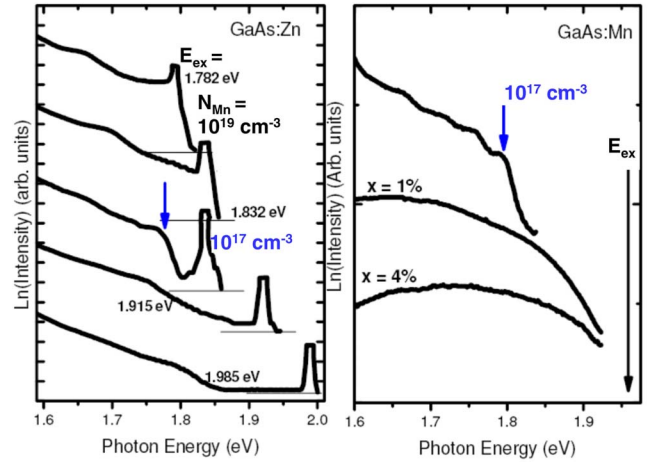 GaAs:Zn
E_ex =
1.782 eV
N_Mn =
10^19 cm^-3
1.832 eV
10^17 cm^-3
1.915 eV
1.985 eV
Ln(Intensity) (arb. units)
1.6 1.7 1.8 1.9 2.0
Photon Energy (eV)
GaAs:Mn
10^17 cm^-3
E_ex
x = 1%
x = 4%
Ln(Intensity) (Arb. units)
1.6 1.7 1.8 1.9
Photon Energy (eV)